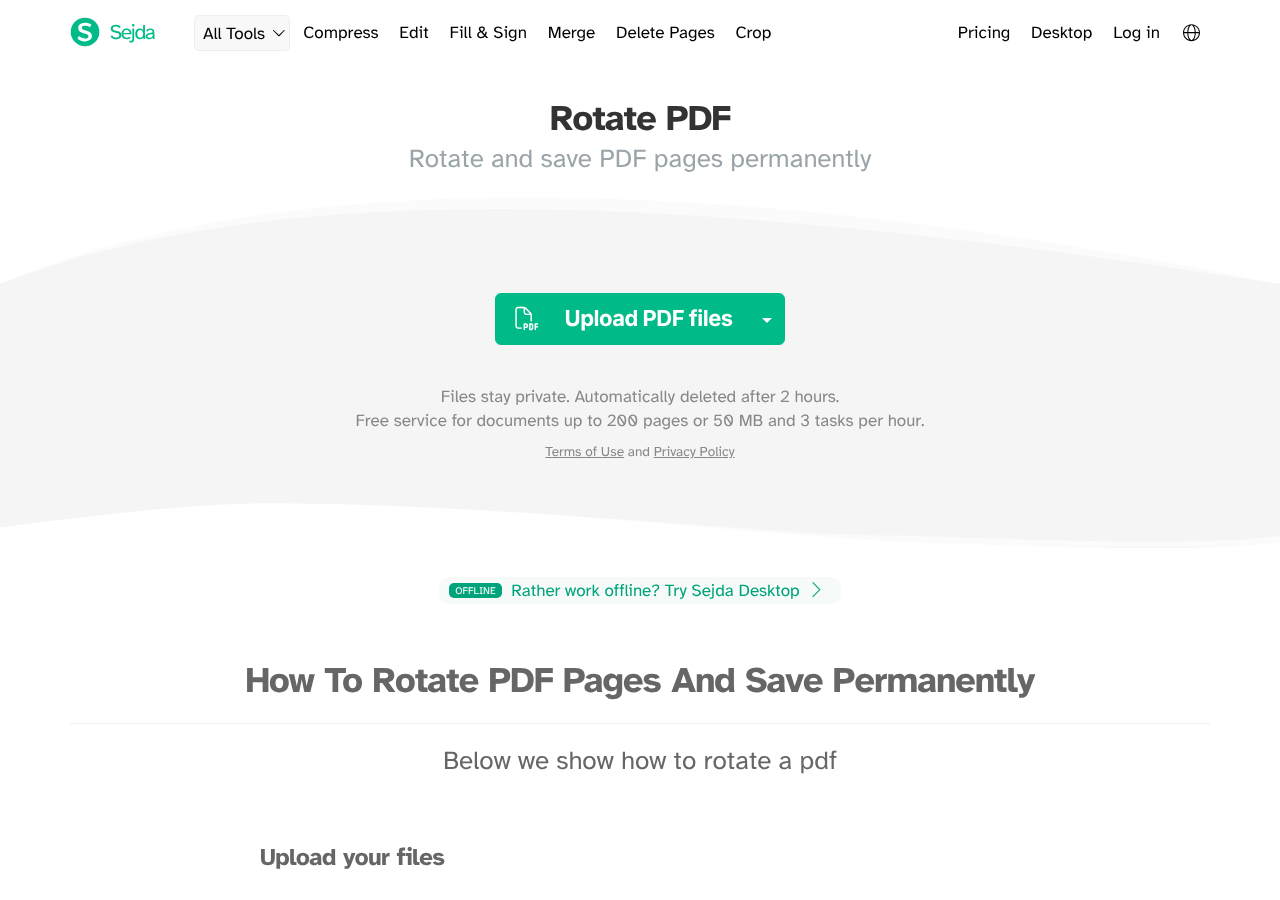 S Sejda All Tools Compress Edit Fill & Sign Merge Delete Pages Crop Pricing Desktop Log in
Rotate PDF
Rotate and save PDF pages permanently
PDF Upload PDF files
Files stay private. Automatically deleted after 2 hours.
Free service for documents up to 200 pages or 50 MB and 3 tasks per hour.
Terms of Use and Privacy Policy
OFFLINE Rather work offline? Try Sejda Desktop
How To Rotate PDF Pages And Save Permanently
Below we show how to rotate a pdf
Upload your files